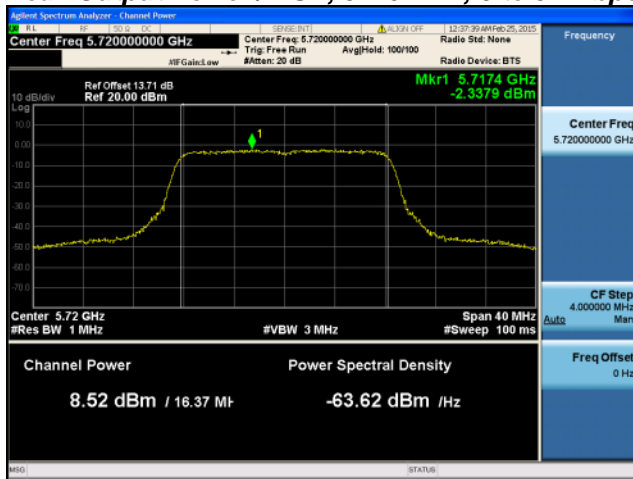 Agilent Spectrum Analyzer - Channel Power
RL RF 50 Ω DC SENSE:INT ALIGN OFF 12:37:39 AM Feb 25, 2015
Center Freq 5.720000000 GHz
Center Freq: 5.720000000 GHz
Radio Std: None
Trig: Free Run Avg|Hold: 100/100
#IFGain:Low #Atten: 20 dB Radio Device: BTS
Ref Offset 13.71 dB
Mkr1 5.7174 GHz
10 dB/div Ref 20.00 dBm
-2.3379 dBm
Log
10.0
0.00
1
-10.0
-20.0
-30.0
-40.0
-50.0
-60.0
-70.0
Center 5.72 GHz Span 40 MHz
#Res BW 1 MHz #VBW 3 MHz #Sweep 100 ms
Channel Power Power Spectral Density
8.52 dBm / 16.37 MH -63.62 dBm /Hz
MSG STATUS
Frequency
Center Freq
5.720000000 GHz
CF Step
4.000000 MHz
Auto Man
Freq Offset
0 Hz